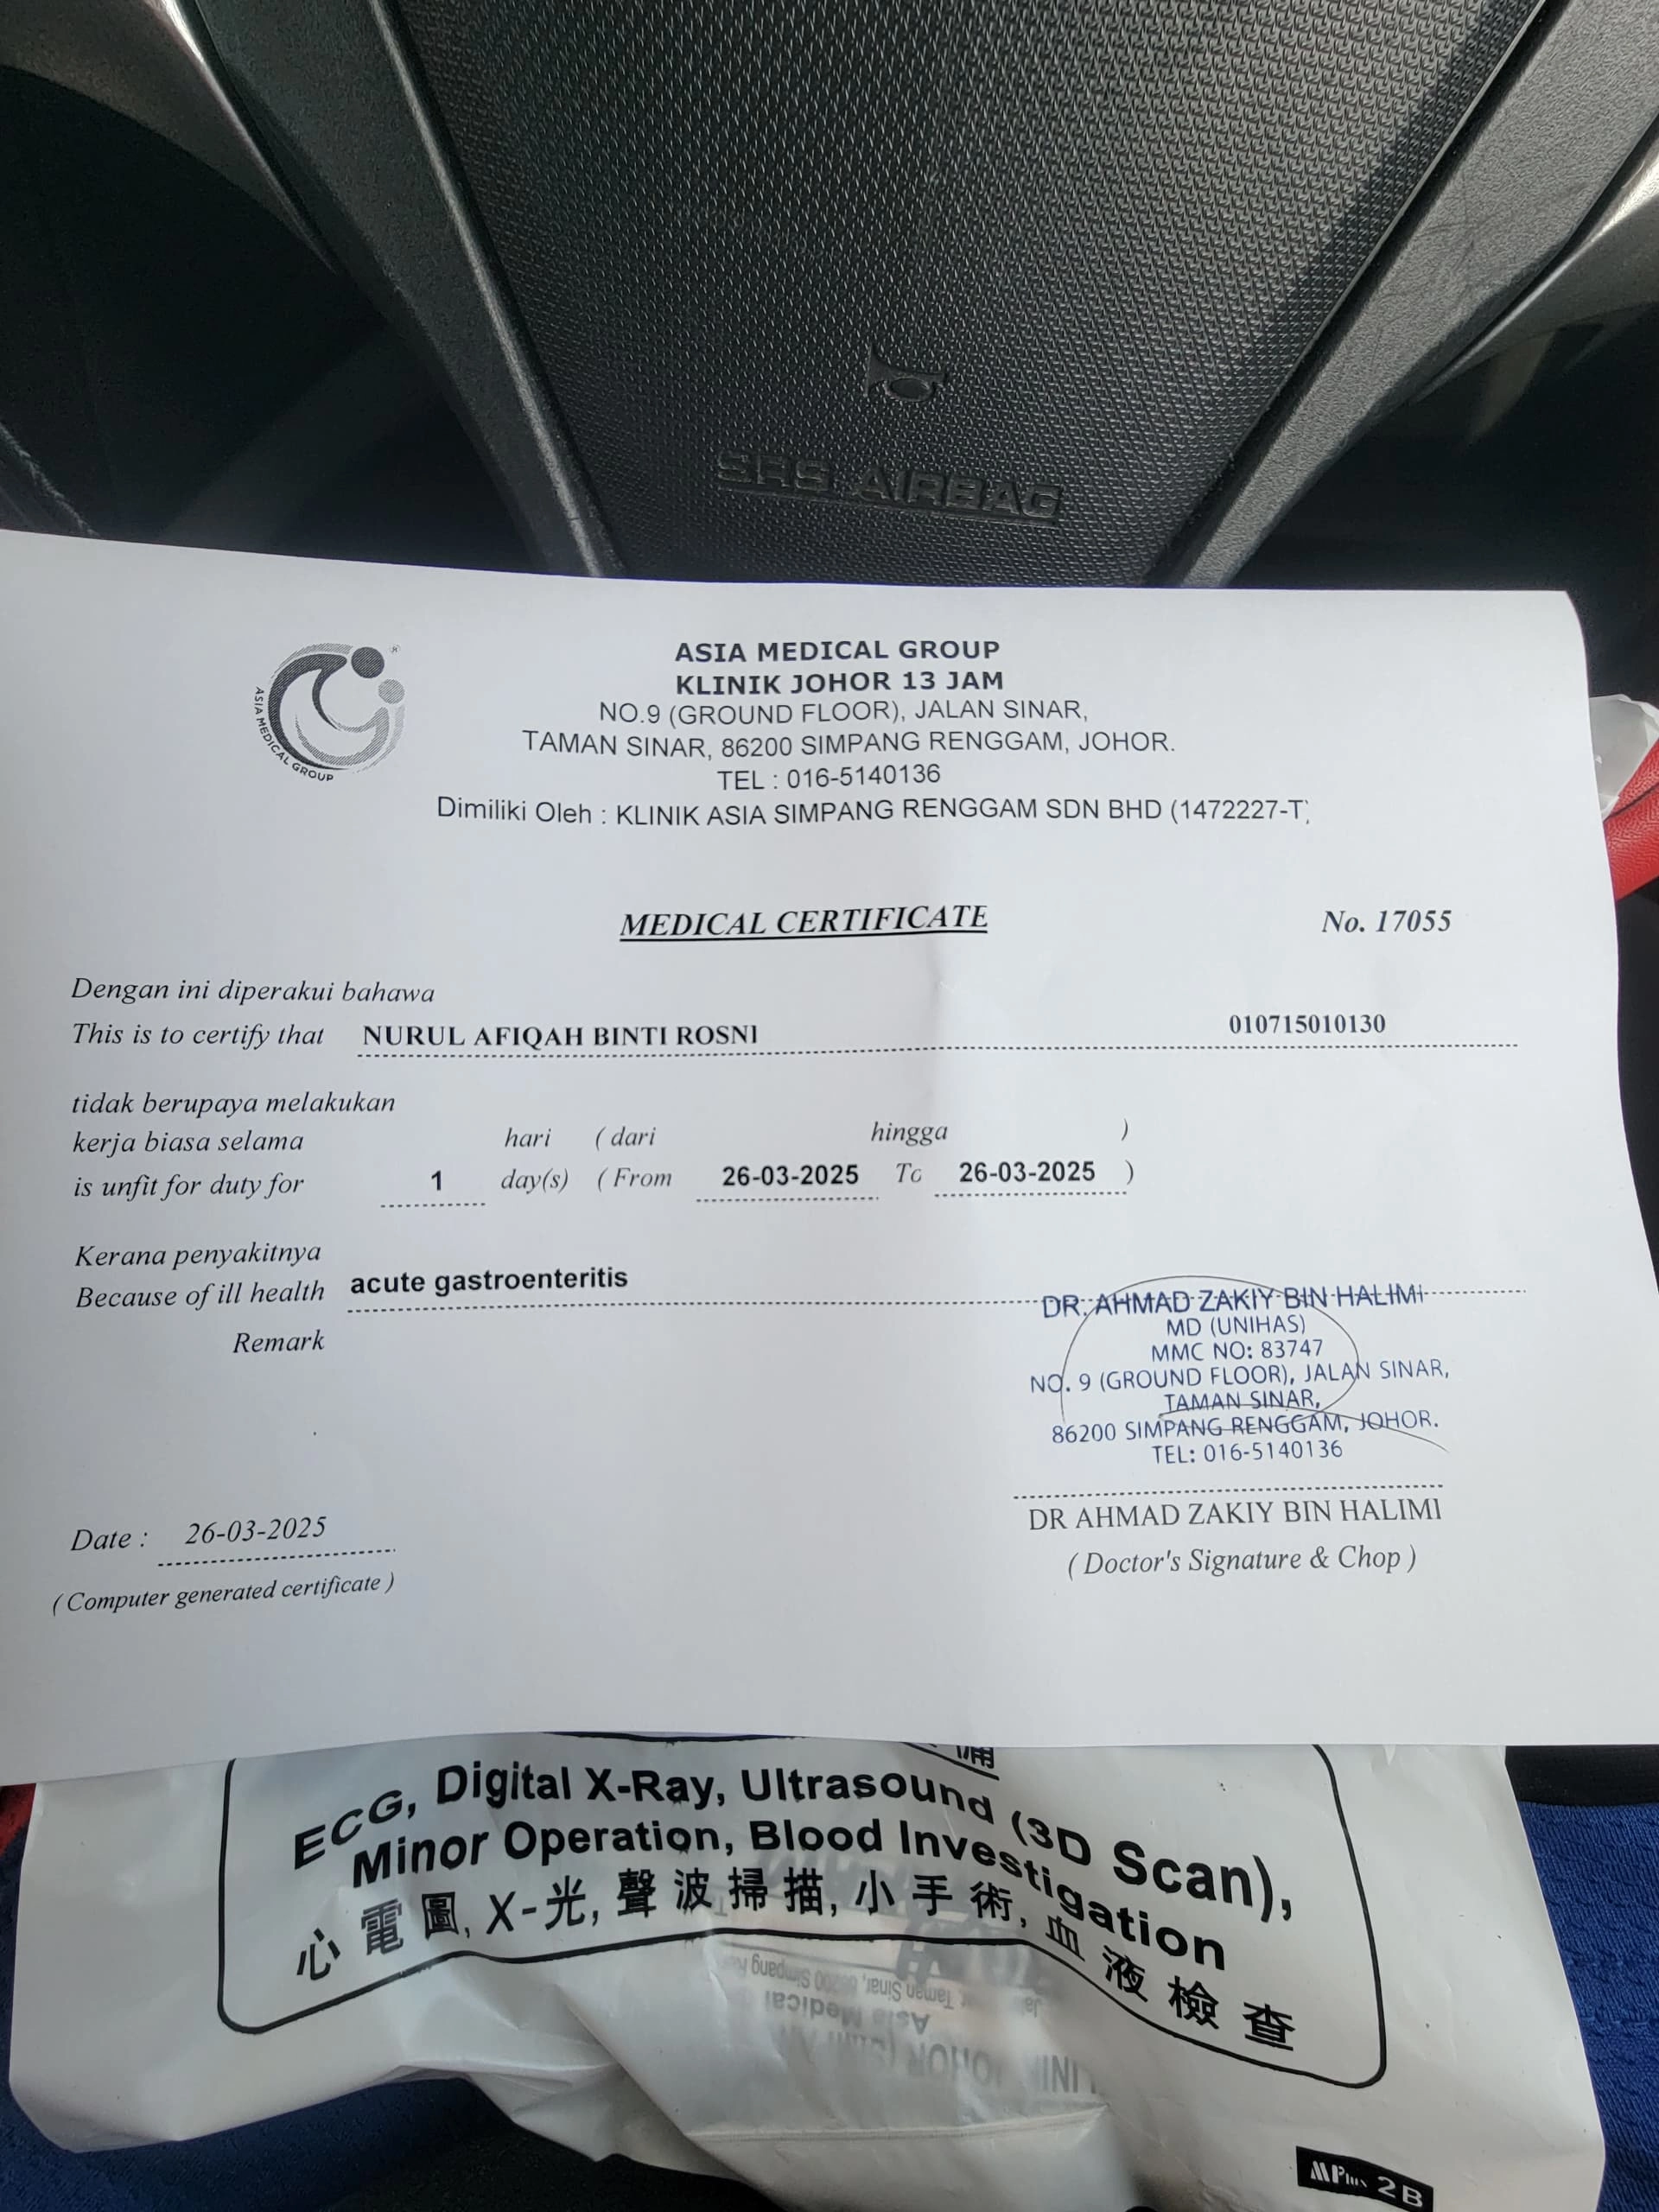 SRS AIRBAG
ASIA MEDICAL GROUP
ASIA MEDICAL GROUP
KLINIK JOHOR 13 JAM
NO.9 (GROUND FLOOR), JALAN SINAR,
TAMAN SINAR, 86200 SIMPANG RENGGAM, JOHOR.
TEL : 016-5140136
Dimiliki Oleh : KLINIK ASIA SIMPANG RENGGAM SDN BHD (1472227-T)
MEDICAL CERTIFICATE No. 17055
Dengan ini diperakui bahawa
This is to certify that NURUL AFIQAH BINTI ROSNI 010715010130
tidak berupaya melakukan
kerja biasa selama hari ( dari hingga )
is unfit for duty for 1 day(s) ( From 26-03-2025 To 26-03-2025 )
Kerana penyakitnya
Because of ill health acute gastroenteritis
Remark
DR. AHMAD ZAKIY BIN HALIMI
MD (UNIHAS)
MMC NO: 83747
NO. 9 (GROUND FLOOR), JALAN SINAR,
TAMAN SINAR,
86200 SIMPANG RENGGAM, JOHOR.
TEL: 016-5140136
DR AHMAD ZAKIY BIN HALIMI
( Doctor's Signature & Chop )
Date : 26-03-2025
( Computer generated certificate )
ECG, Digital X-Ray, Ultrasound (3D Scan),
Minor Operation, Blood Investigation
心電圖, X-光, 聲波掃描, 小手術, 血液檢查
Taman Sinar, 86200 Simpang
Asia Medical
JOHOR
MPlus 2B